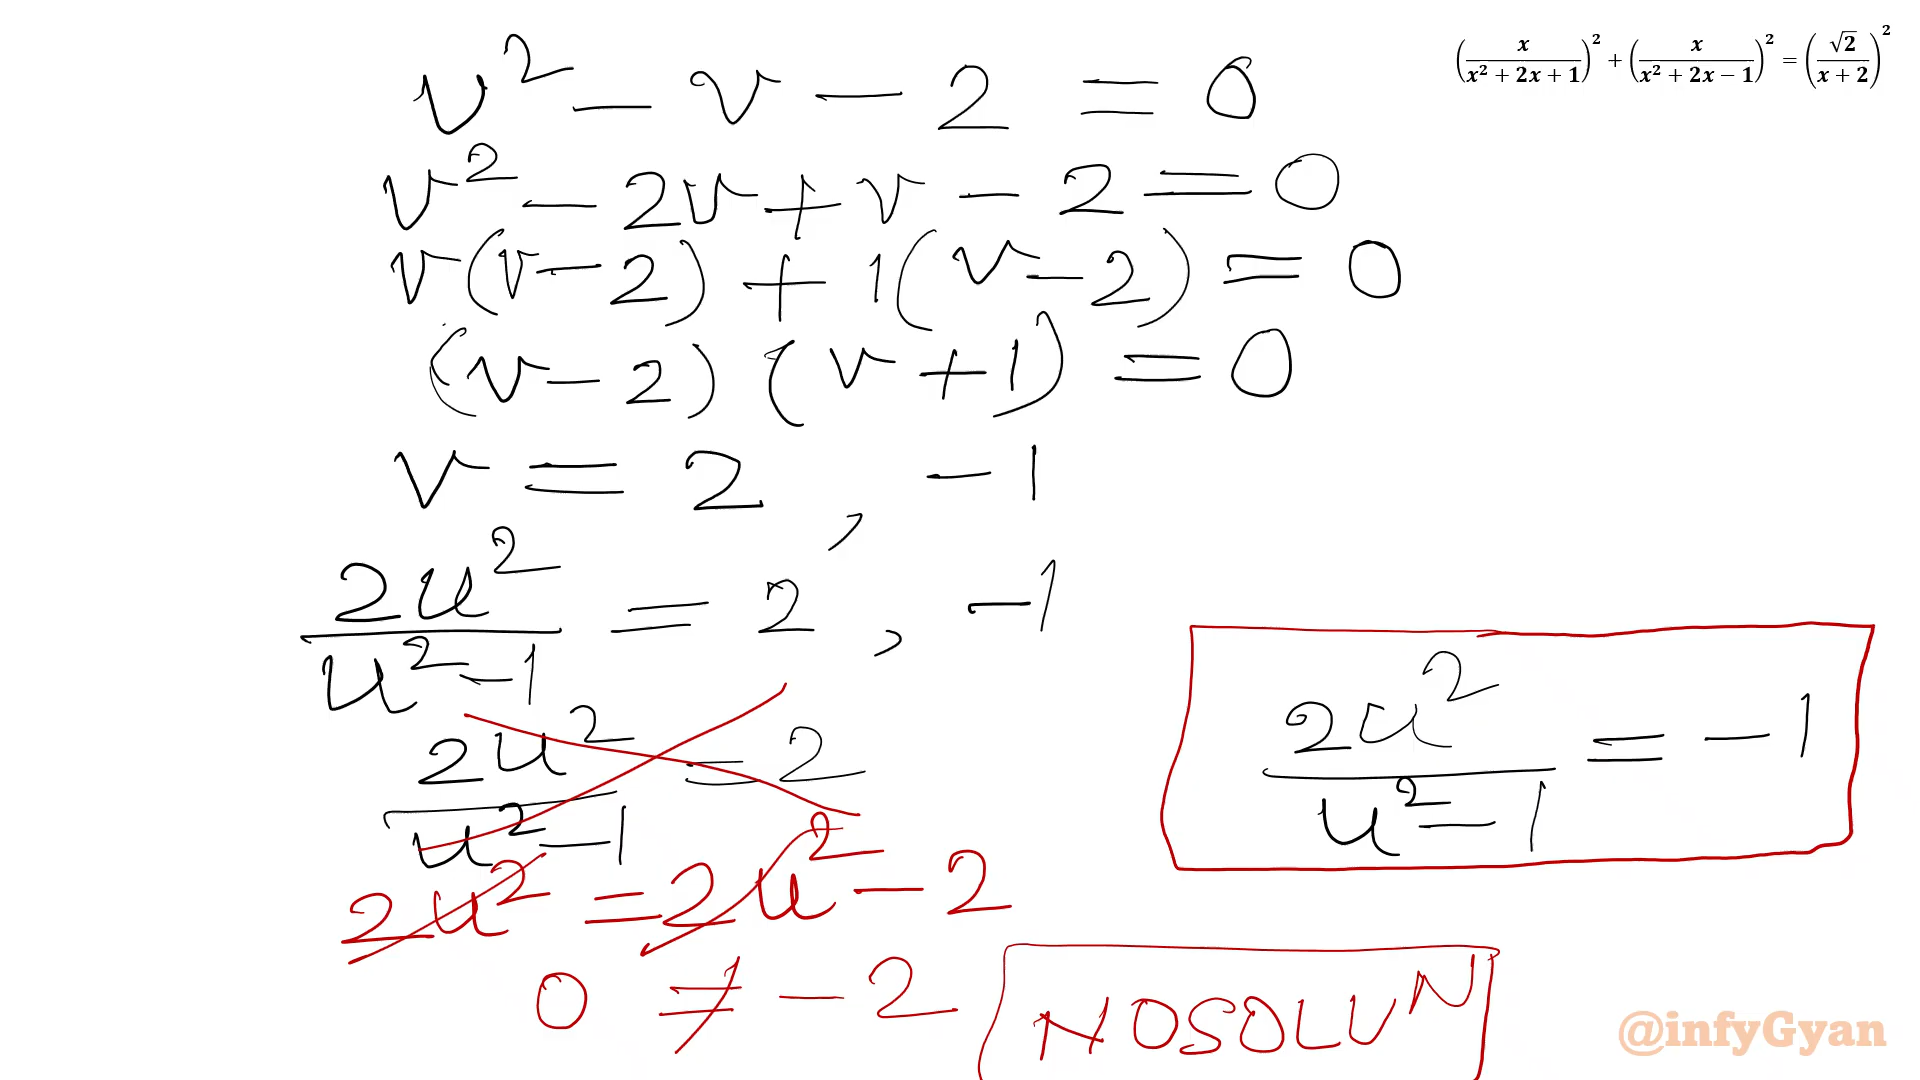 (x/(x² + 2x + 1))² + (x/(x² + 2x − 1))² = (√2/(x + 2))²
v² − v − 2 = 0
v² − 2v + v − 2 = 0
v(v − 2) + 1(v − 2) = 0
(v − 2) (v + 1) = 0
v = 2 , −1
2u²/(u² − 1) = 2 , −1
2u²/(u² − 1) = 2
2u² = 2u² − 2
0 ≠ −2
NOSOLUᴺ
2u²/(u² − 1) = −1
@infyGyan